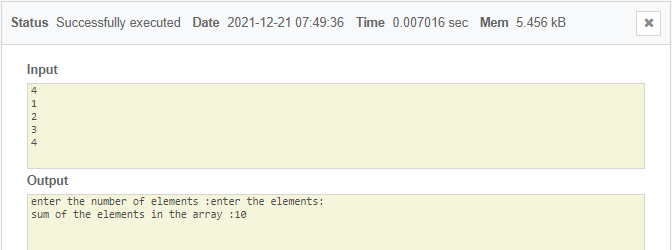 Status Successfully executed Date 2021-12-21 07:49:36 Time 0.007016 sec Mem 5.456 kB
Input
4
1
2
3
4
Output
enter the number of elements :enter the elements:
sum of the elements in the array :10